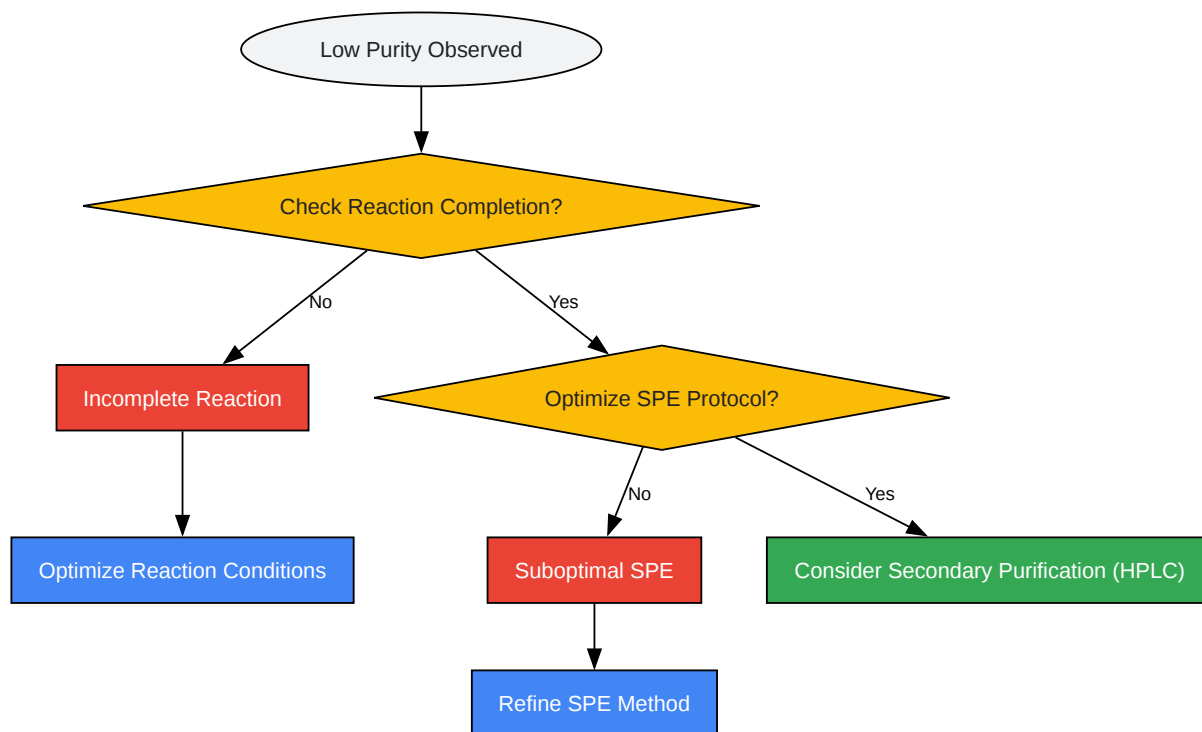 Low Purity Observed
Check Reaction Completion?
No
Yes
Incomplete Reaction
Optimize SPE Protocol?
No
Yes
Optimize Reaction Conditions
Suboptimal SPE
Consider Secondary Purification (HPLC)
Refine SPE Method